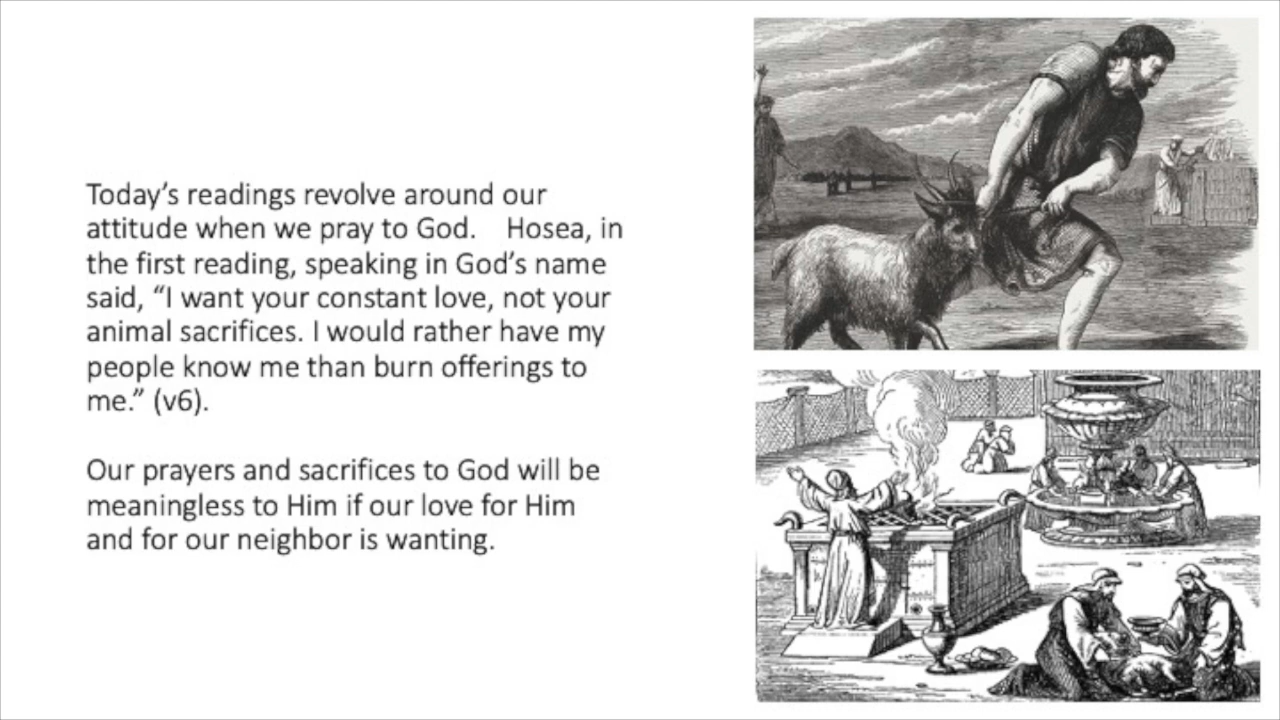 Today’s readings revolve around our
attitude when we pray to God.    Hosea, in
the first reading, speaking in God’s name
said, “I want your constant love, not your
animal sacrifices. I would rather have my
people know me than burn offerings to
me.” (v6).

Our prayers and sacrifices to God will be
meaningless to Him if our love for Him
and for our neighbor is wanting.